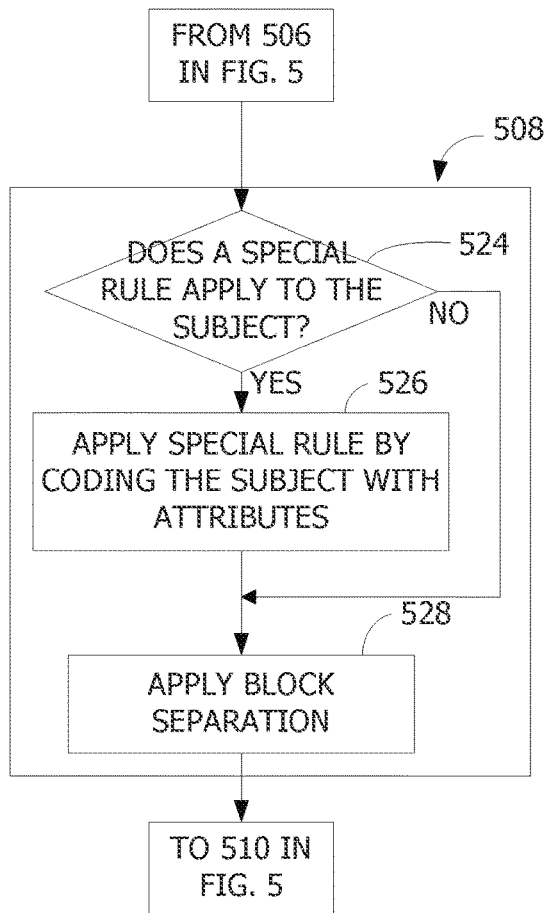 FROM 506
IN FIG. 5
508
DOES A SPECIAL
RULE APPLY TO THE
SUBJECT?
524
NO
YES
526
APPLY SPECIAL RULE BY
CODING THE SUBJECT WITH
ATTRIBUTES
528
APPLY BLOCK
SEPARATION
TO 510 IN
FIG. 5